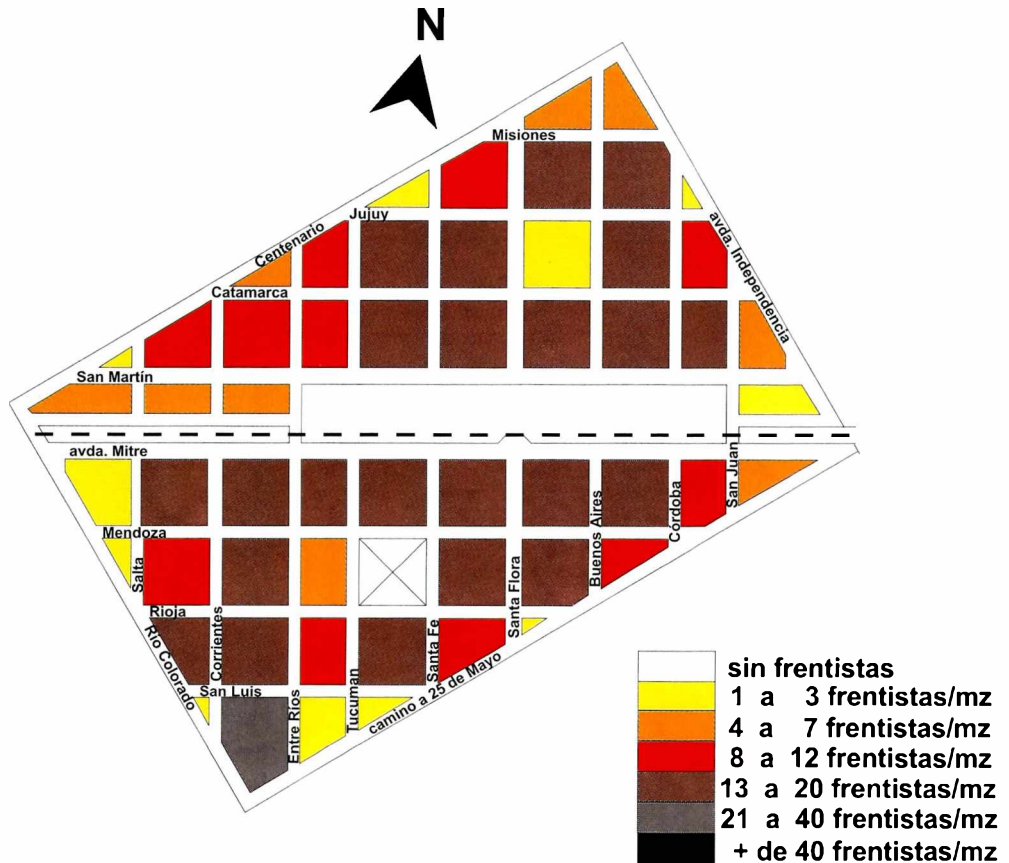 N
Misiones
Jujuy
Centenario
Catamarca
avda. Independencia
San Martín
avda. Mitre
San Juan
Córdoba
Buenos Aires
Mendoza
Salta
Santa Flora
Rioja
Río Colorado
Corrientes
Santa Fe
San Luis
Entre Ríos
Tucuman
camino a 25 de Mayo
sin frentistas
1 a 3 frentistas/mz
4 a 7 frentistas/mz
8 a 12 frentistas/mz
13 a 20 frentistas/mz
21 a 40 frentistas/mz
+ de 40 frentistas/mz